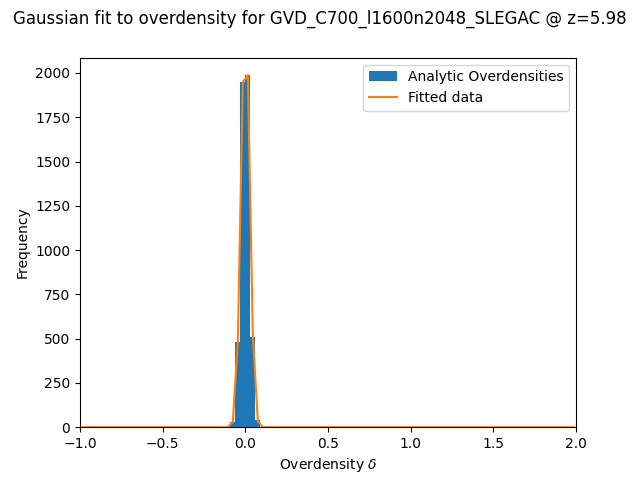 Gaussian fit to overdensity for GVD_C700_l1600n2048_SLEGAC @ z=5.98
Analytic Overdensities
Fitted data
Frequency
2000
1750
1500
1250
1000
750
500
250
0
−1.0 −0.5 0.0 0.5 1.0 1.5 2.0
Overdensity δ